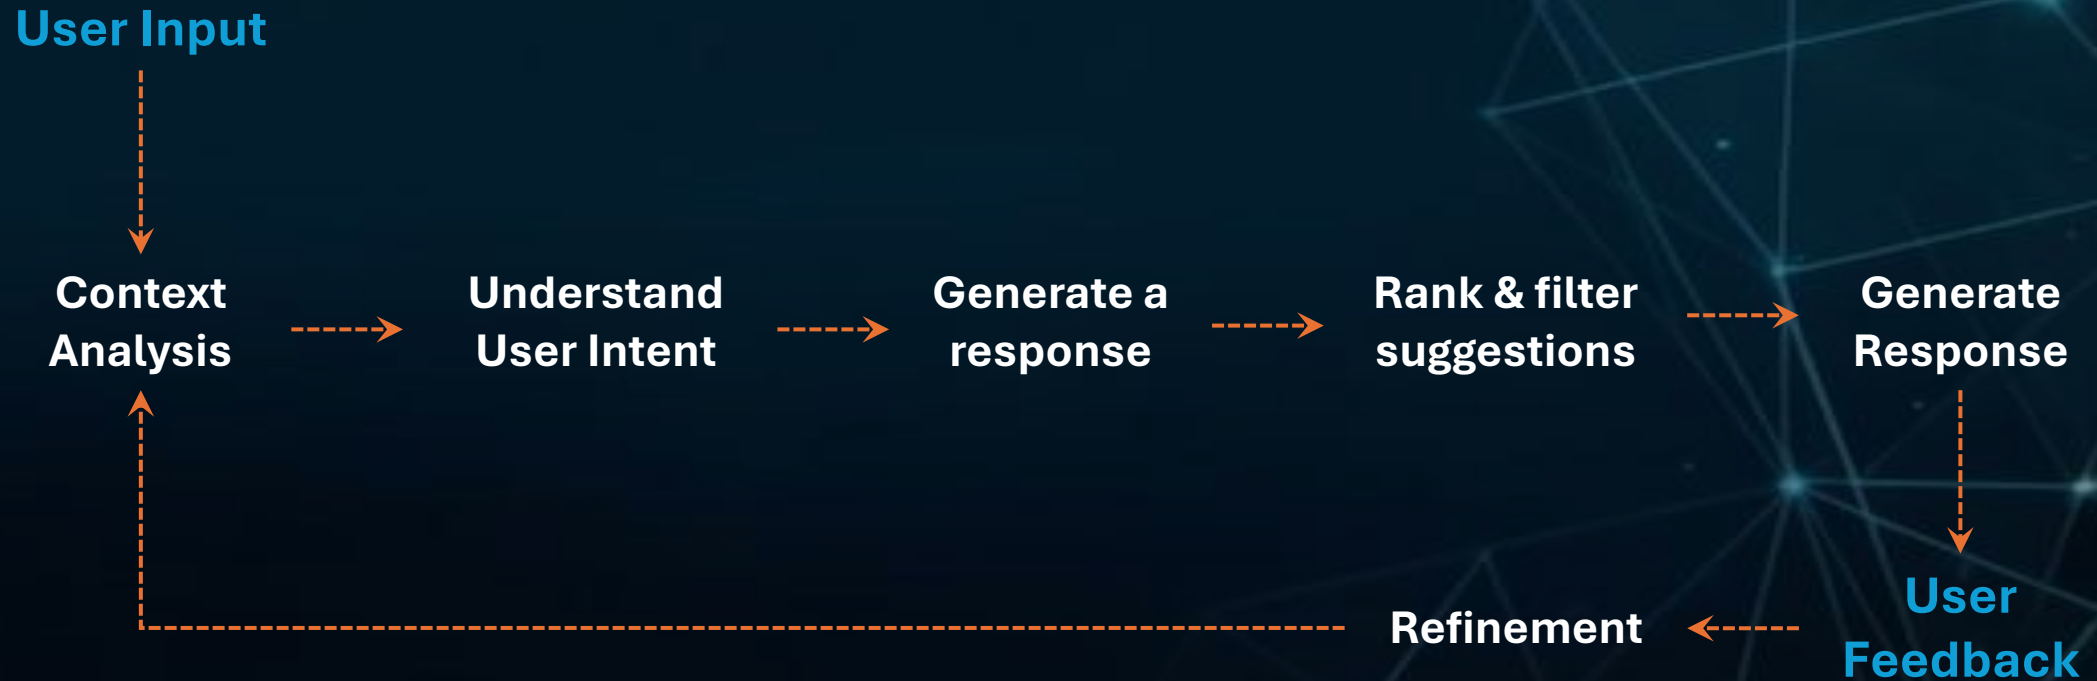 User Input
Context
Analysis
Understand
User Intent
Generate a
response
Rank & filter
suggestions
Generate
Response
User
Feedback
Refinement